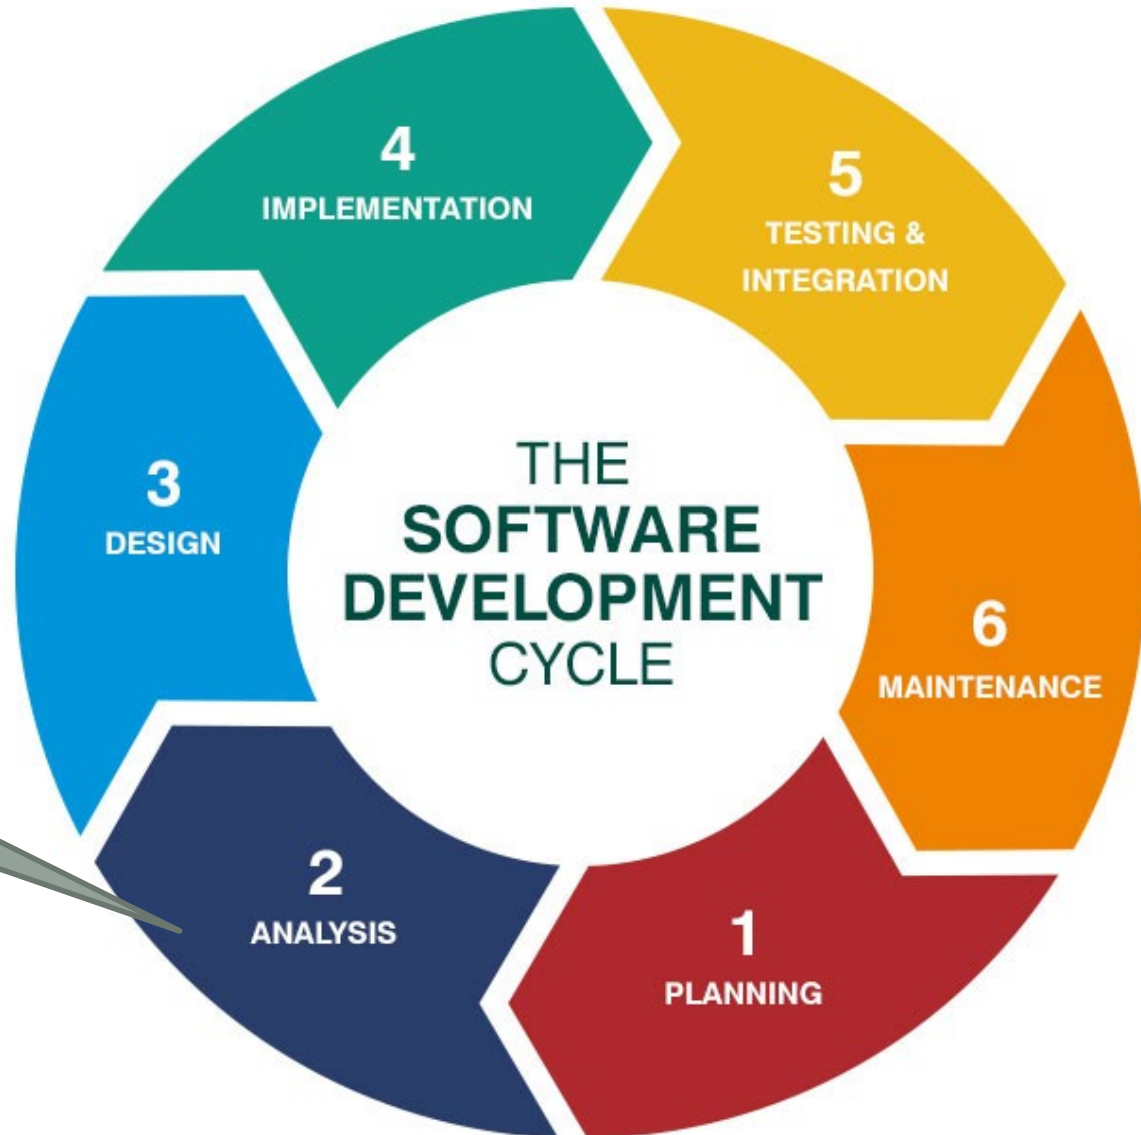 THE
SOFTWARE
DEVELOPMENT
CYCLE
1
PLANNING
2
ANALYSIS
3
DESIGN
4
IMPLEMENTATION
5
TESTING &
INTEGRATION
6
MAINTENANCE